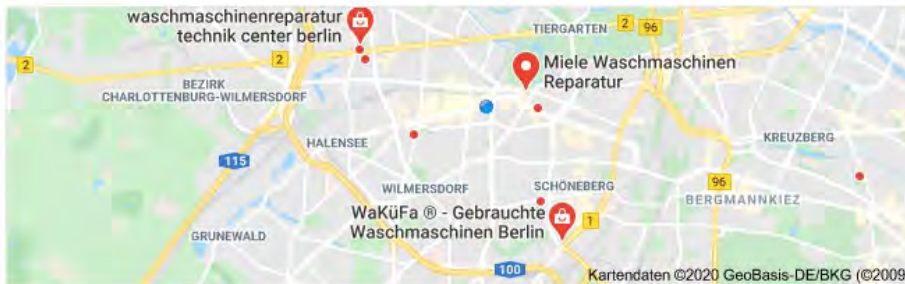 waschmaschinenreparatur
technik center berlin
TIERGARTEN
2
96
2
2
Miele Waschmaschinen
Reparatur
BEZIRK
CHARLOTTENBURG-WILMERSDORF
HALENSEE
KREUZBERG
115
WILMERSDORF
SCHÖNEBERG
96
BERGMANNKIEZ
WaKüFa ® - Gebrauchte
Waschmaschinen Berlin
1
GRUNEWALD
100
Kartendaten ©2020 GeoBasis-DE/BKG (©2009